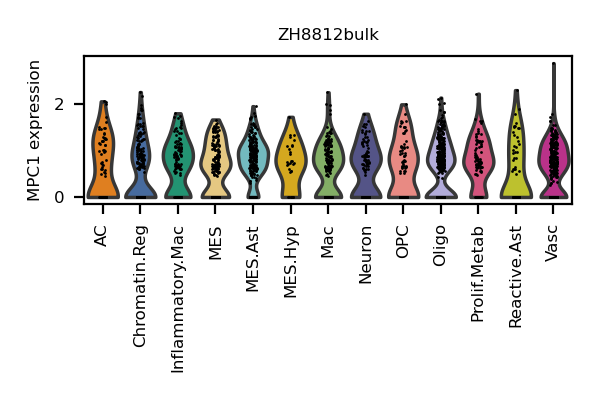 ZH8812bulk
MPC1 expression
2
0
AC
Chromatin.Reg
Inflammatory.Mac
MES
MES.Ast
MES.Hyp
Mac
Neuron
OPC
Oligo
Prolif.Metab
Reactive.Ast
Vasc